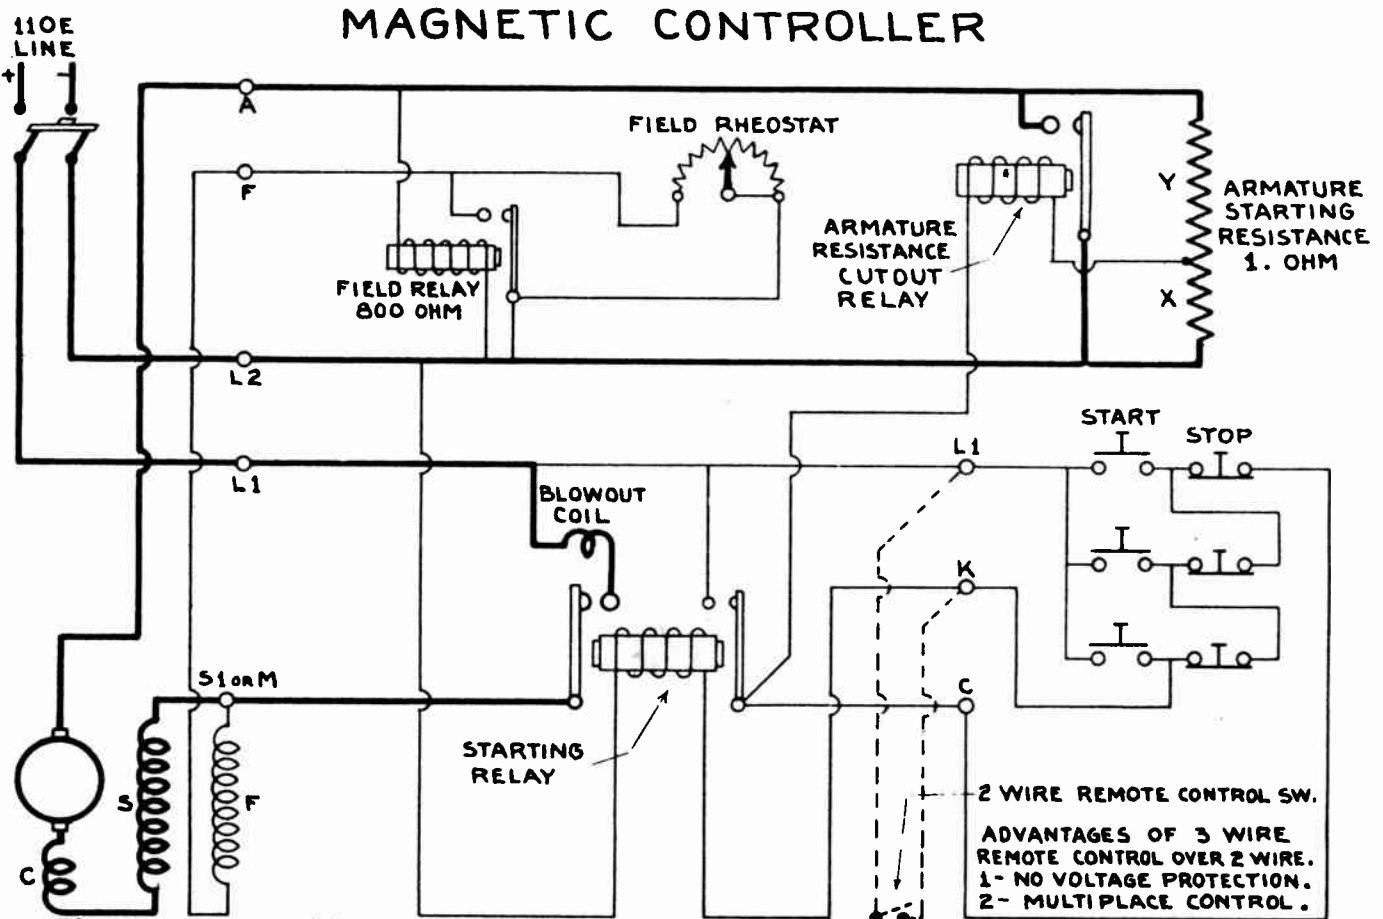 MAGNETIC CONTROLLER
110E
LINE
+ -
A
FIELD RHEOSTAT
F
Y
ARMATURE
STARTING
RESISTANCE
1. OHM
ARMATURE
RESISTANCE
CUTOUT
RELAY
FIELD RELAY
800 OHM
X
L2
START
STOP
L1
L1
BLOWOUT
COIL
K
S1 OR M
C
STARTING
RELAY
S
F
C
2 WIRE REMOTE CONTROL SW.
ADVANTAGES OF 3 WIRE
REMOTE CONTROL OVER 2 WIRE.
1- NO VOLTAGE PROTECTION.
2- MULTIPLACE CONTROL.